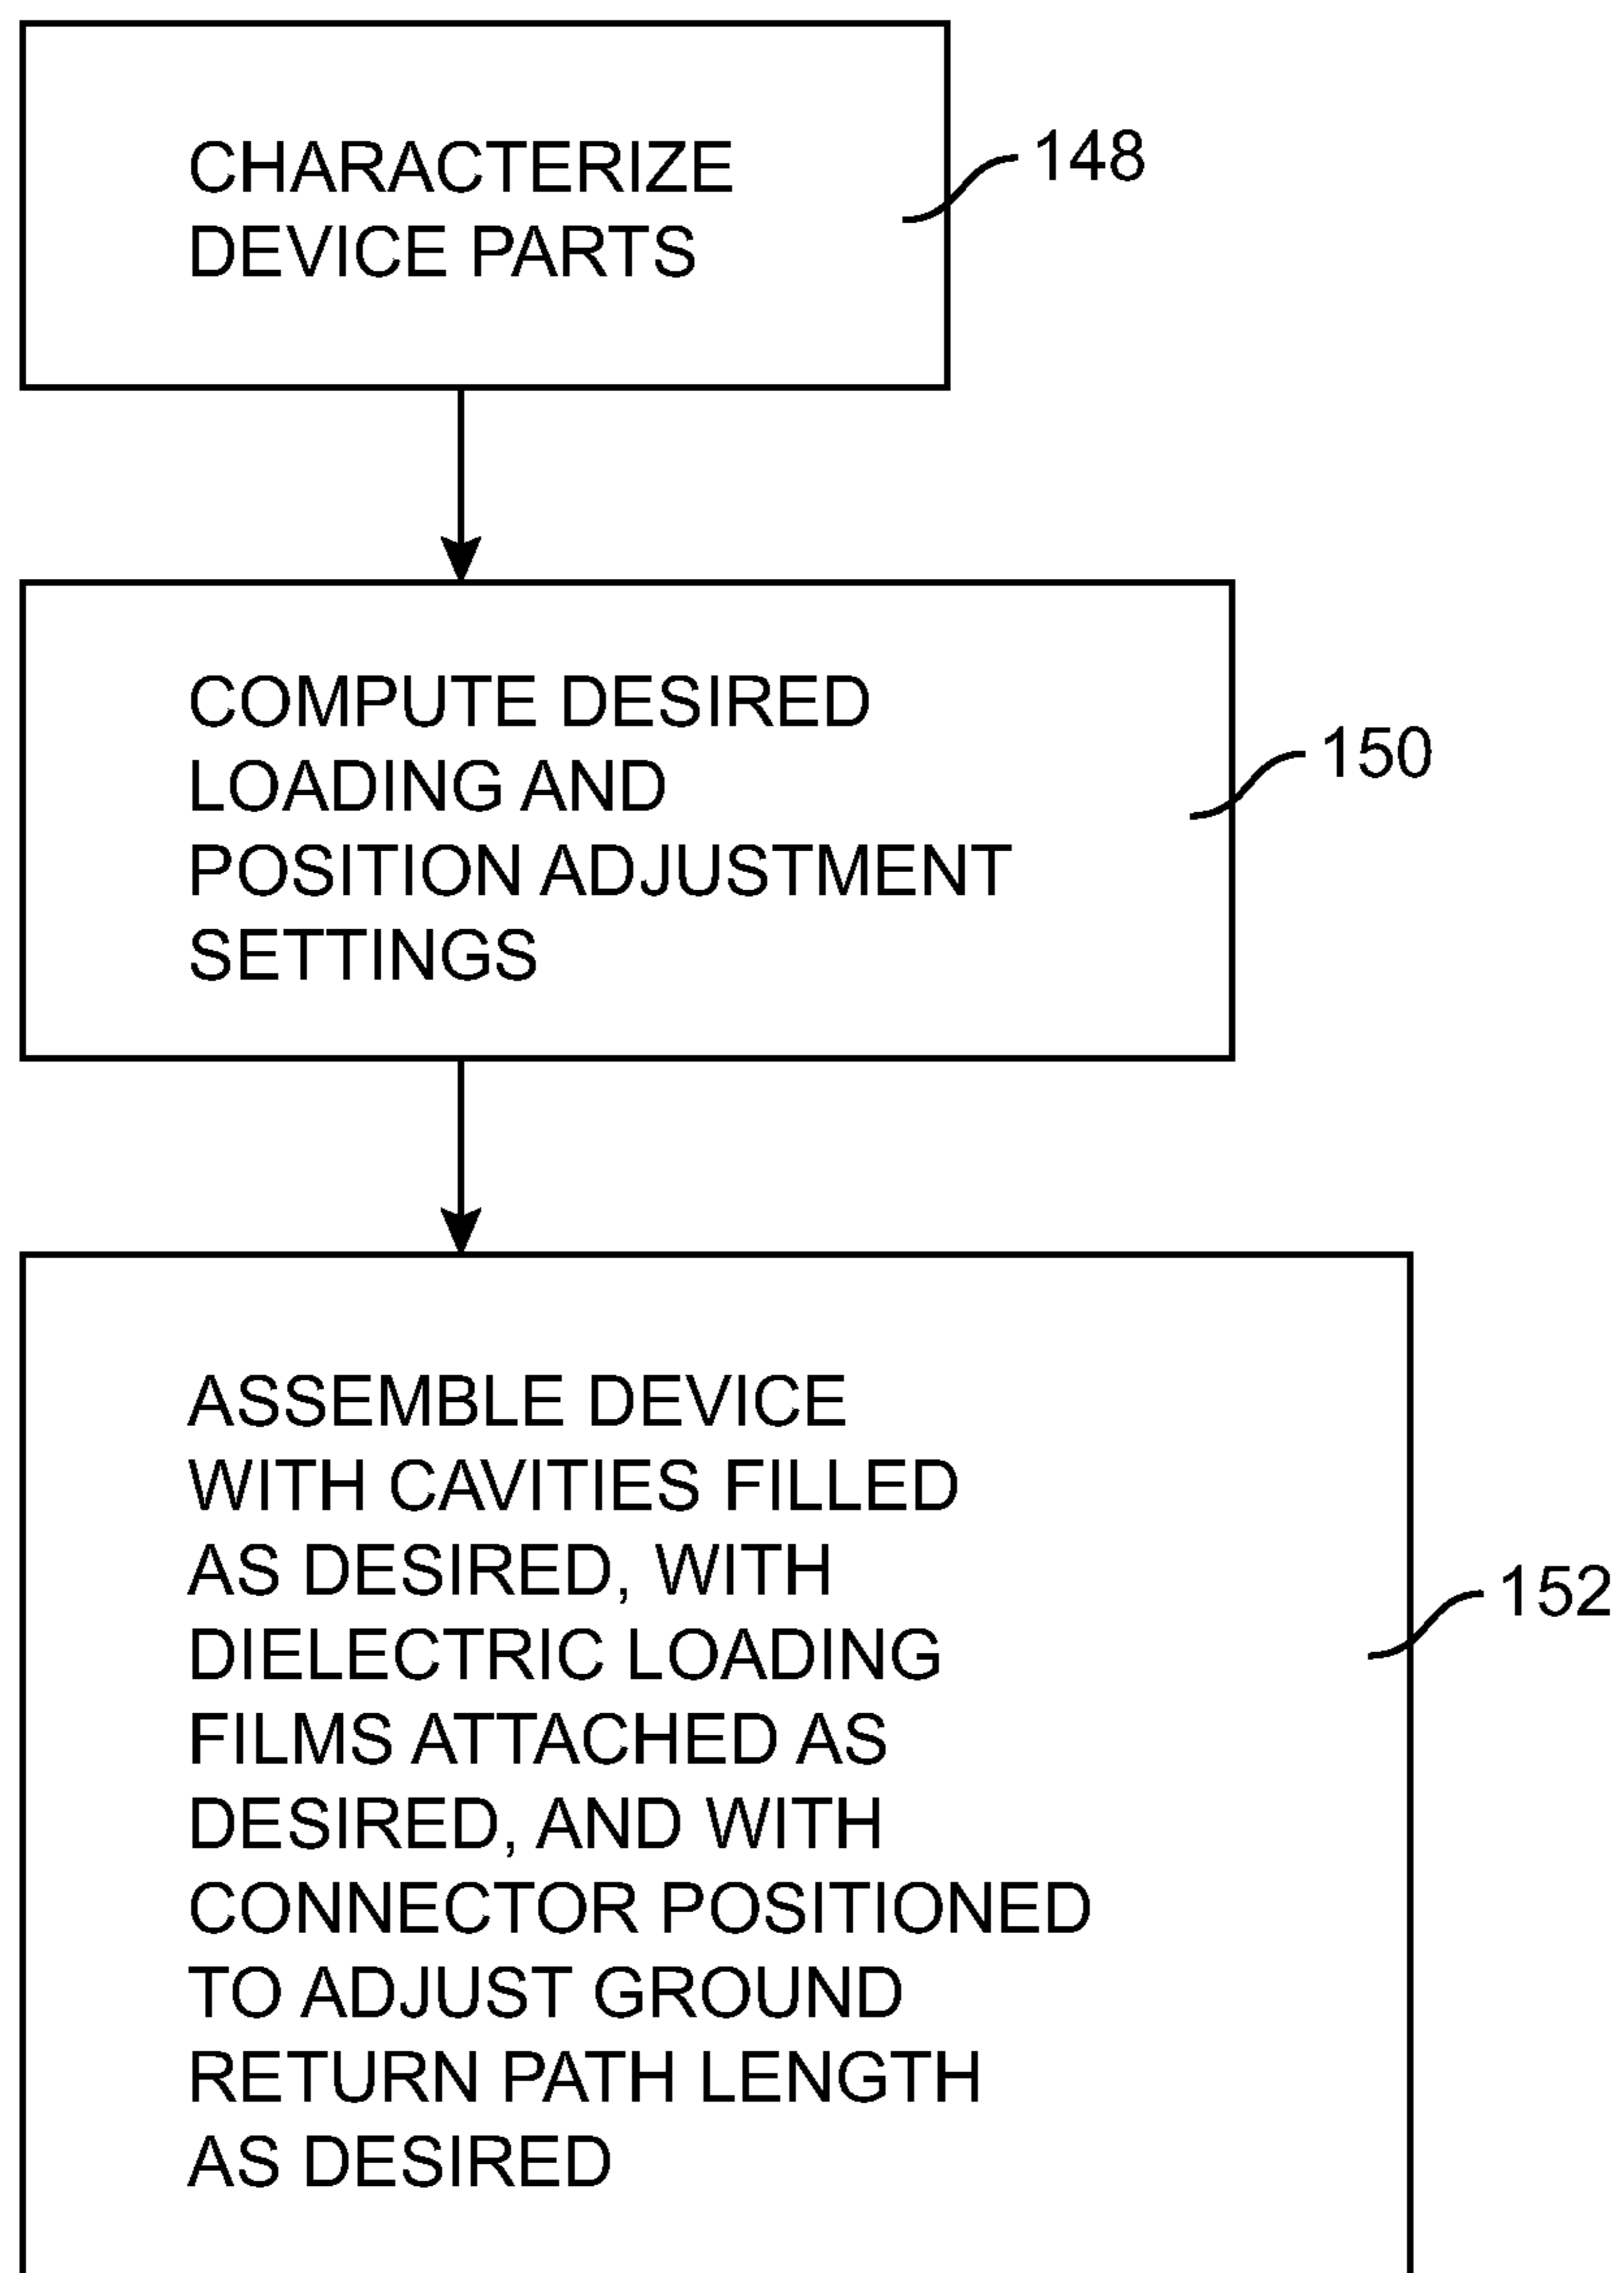 CHARACTERIZE
DEVICE PARTS
148
COMPUTE DESIRED
LOADING AND
POSITION ADJUSTMENT
SETTINGS
150
ASSEMBLE DEVICE
WITH CAVITIES FILLED
AS DESIRED, WITH
DIELECTRIC LOADING
FILMS ATTACHED AS
DESIRED, AND WITH
CONNECTOR POSITIONED
TO ADJUST GROUND
RETURN PATH LENGTH
AS DESIRED
152